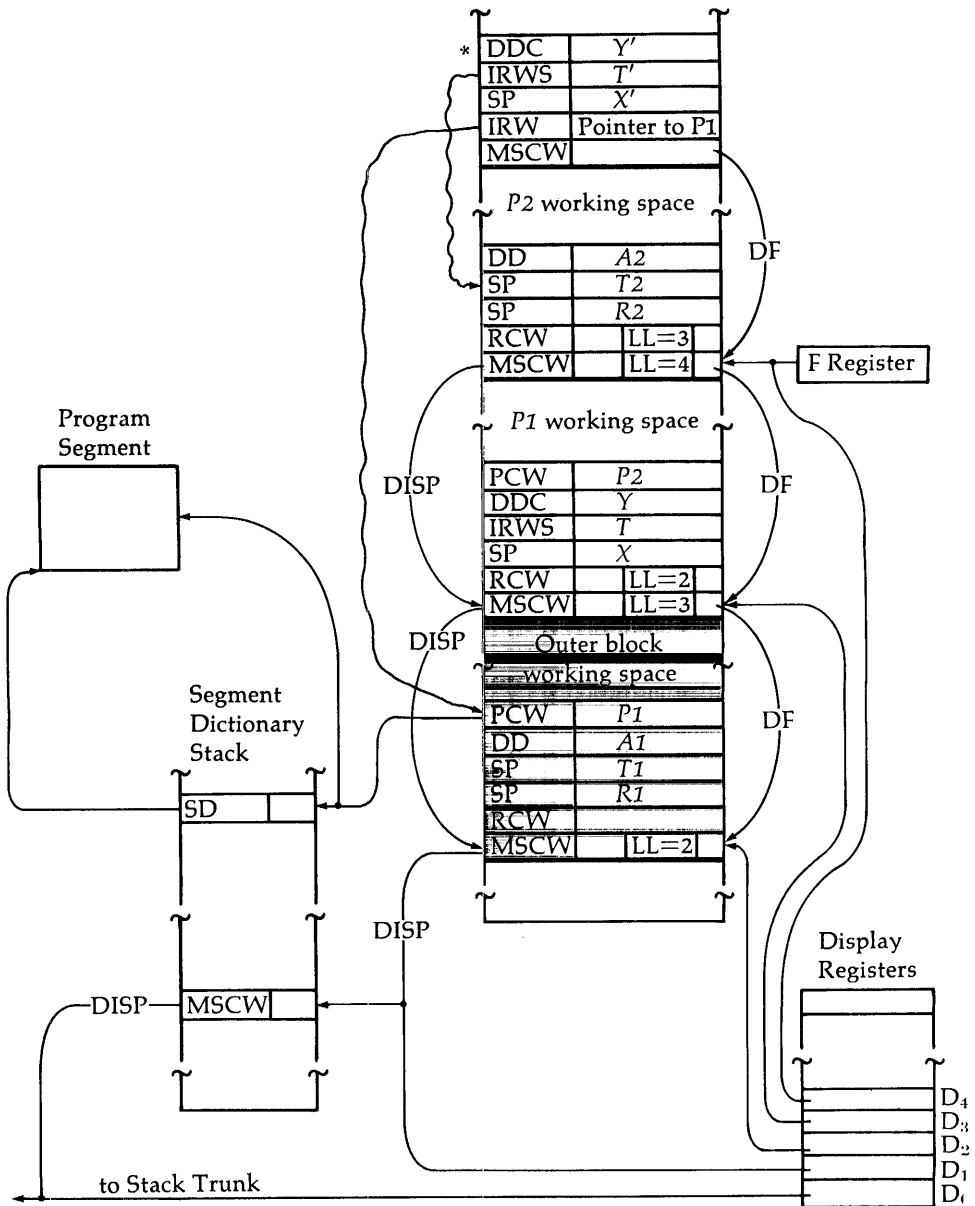 * DDC Y′
IRWS T′
SP X′
IRW Pointer to P1
MSCW
P2 working space
DF
DD A2
SP T2
SP R2
RCW LL=3
MSCW LL=4
F Register
Program
Segment
P1 working space
DISP
DF
PCW P2
DDC Y
IRWS T
SP X
RCW LL=2
MSCW LL=3
DISP
Outer block
working space
Segment
Dictionary
Stack
PCW P1
DF
DD A1
SP T1
SP R1
SD
RCW
MSCW LL=2
DISP
Display
Registers
DISP MSCW
D4
D3
D2
D1
to Stack Trunk